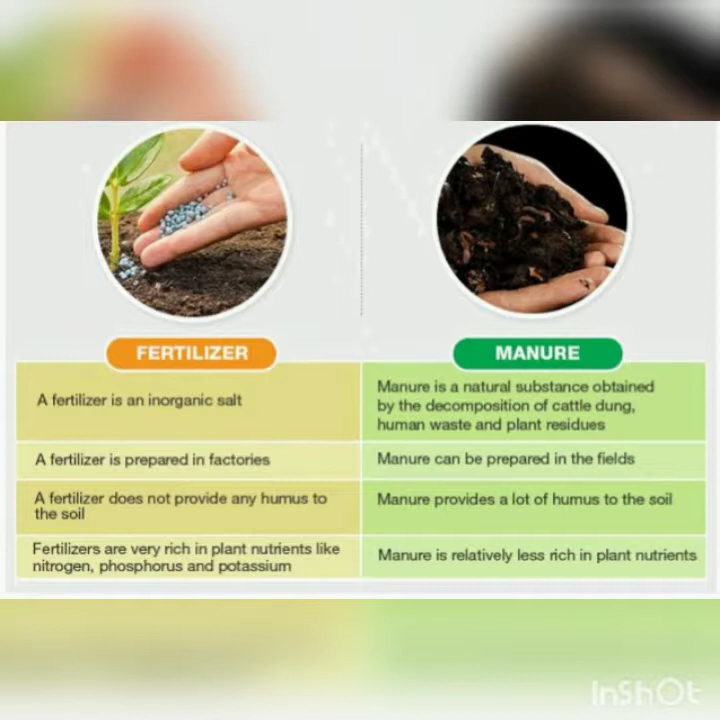 FERTILIZER
MANURE
A fertilizer is an inorganic salt
Manure is a natural substance obtained
by the decomposition of cattle dung,
human waste and plant residues
A fertilizer is prepared in factories
Manure can be prepared in the fields
A fertilizer does not provide any humus to
the soil
Manure provides a lot of humus to the soil
Fertilizers are very rich in plant nutrients like
nitrogen, phosphorus and potassium
Manure is relatively less rich in plant nutrients
InShOt